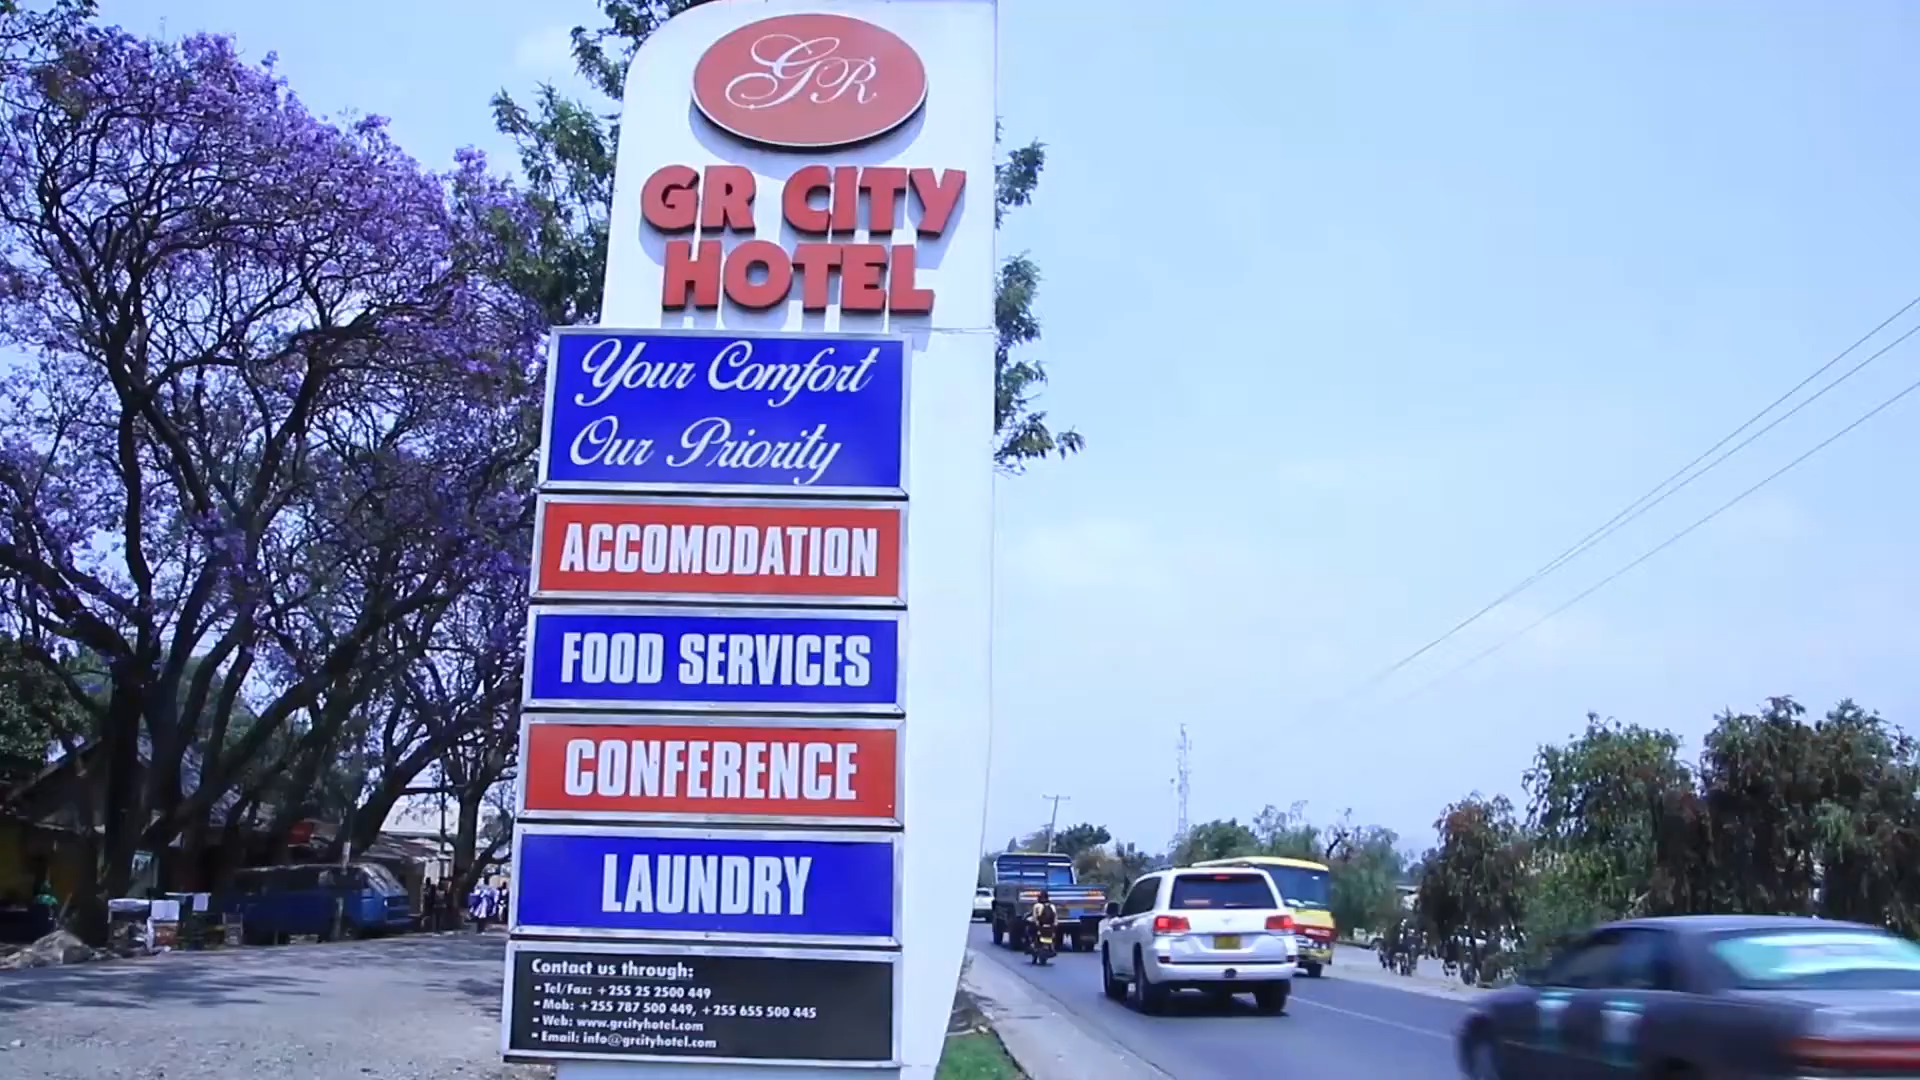 GR
GR CITY
HOTEL
Your Comfort
Our Priority
ACCOMODATION
FOOD SERVICES
CONFERENCE
LAUNDRY
Contact us through:
- Tel/Fax: +255 25 2500 449
- Mob: +255 787 500 449, +255 655 500 445
- Web: www.grcityhotel.com
- Email: info@grcityhotel.com